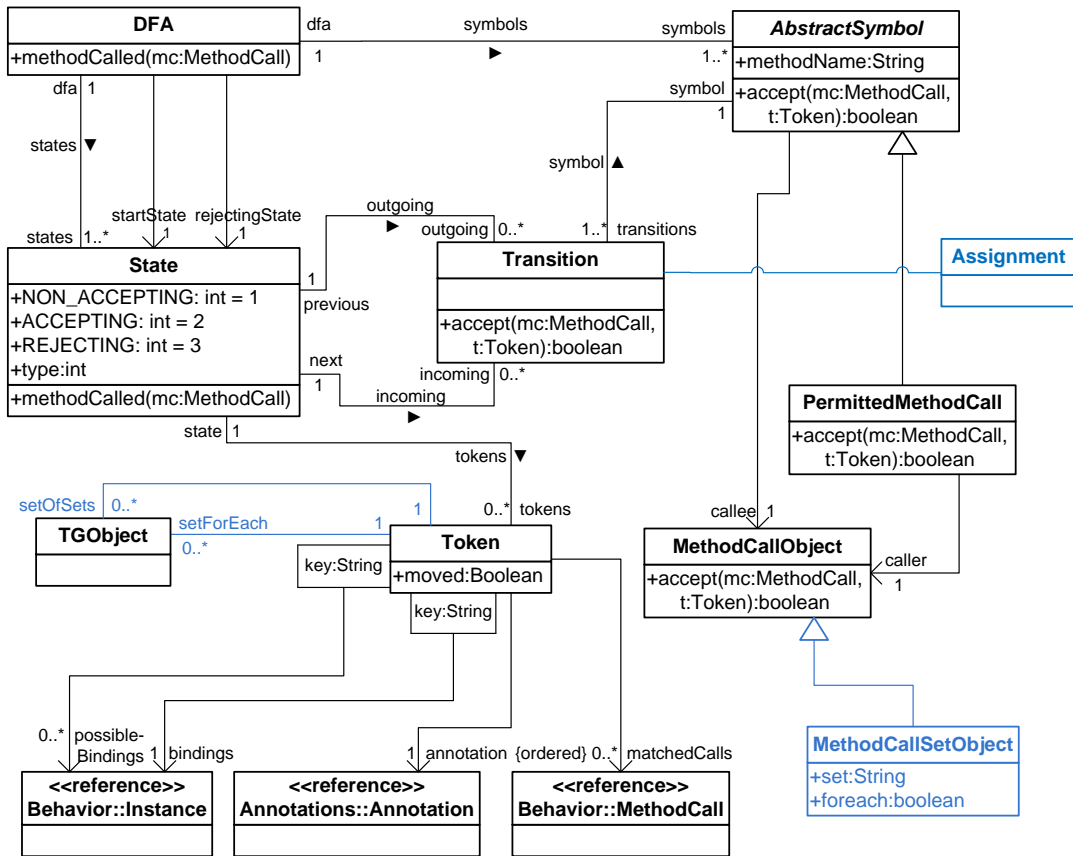 DFA
+methodCalled(mc:MethodCall)
dfa
1
symbols
►
symbols
1..*
AbstractSymbol
+methodName:String
+accept(mc:MethodCall,
t:Token):boolean
dfa
1
states ▼
states
1..*
startState
1
rejectingState
1
symbol
1
symbol ▲
1..*
transitions
State
+NON_ACCEPTING: int = 1
+ACCEPTING: int = 2
+REJECTING: int = 3
+type:int
+methodCalled(mc:MethodCall)
outgoing
►
outgoing
0..*
1
previous
Transition
+accept(mc:MethodCall,
t:Token):boolean
Assignment
next
1
incoming
0..*
incoming
►
PermittedMethodCall
+accept(mc:MethodCall,
t:Token):boolean
state
1
tokens ▼
0..*
tokens
setOfSets
0..*
1
setForEach
0..*
1
TGObject
Token
+moved:Boolean
key:String
key:String
callee
1
MethodCallObject
+accept(mc:MethodCall,
t:Token):boolean
caller
1
MethodCallSetObject
+set:String
+foreach:boolean
0..*
possible-
Bindings
1
bindings
1
annotation
{ordered}
0..*
matchedCalls
<<reference>>
Behavior::Instance
<<reference>>
Annotations::Annotation
<<reference>>
Behavior::MethodCall